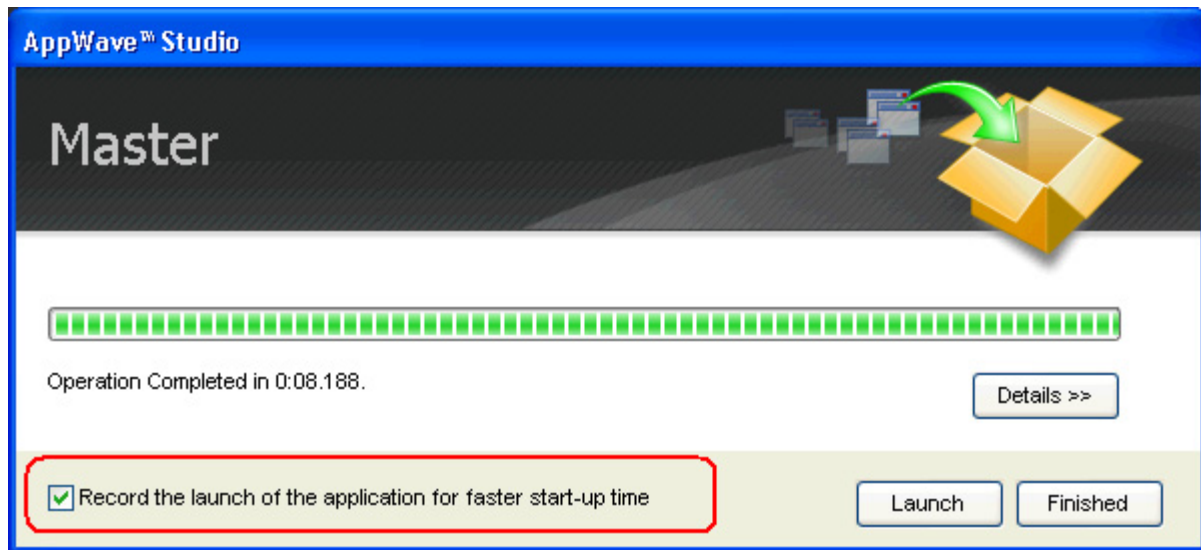 AppWave™ Studio
Master
Operation Completed in 0:08.188.
Details >>
Record the launch of the application for faster start-up time
Launch
Finished